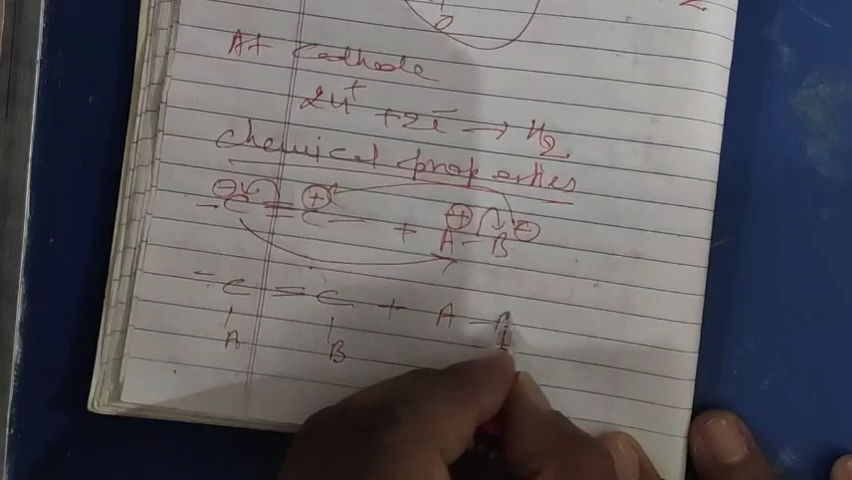 At Cathode
2H⁺ + 2e⁻ → H₂
Chemical properties
⊖ ⊕ ⊕ ⊖
-C≡C- + A-B
-C=C- + A-
A B